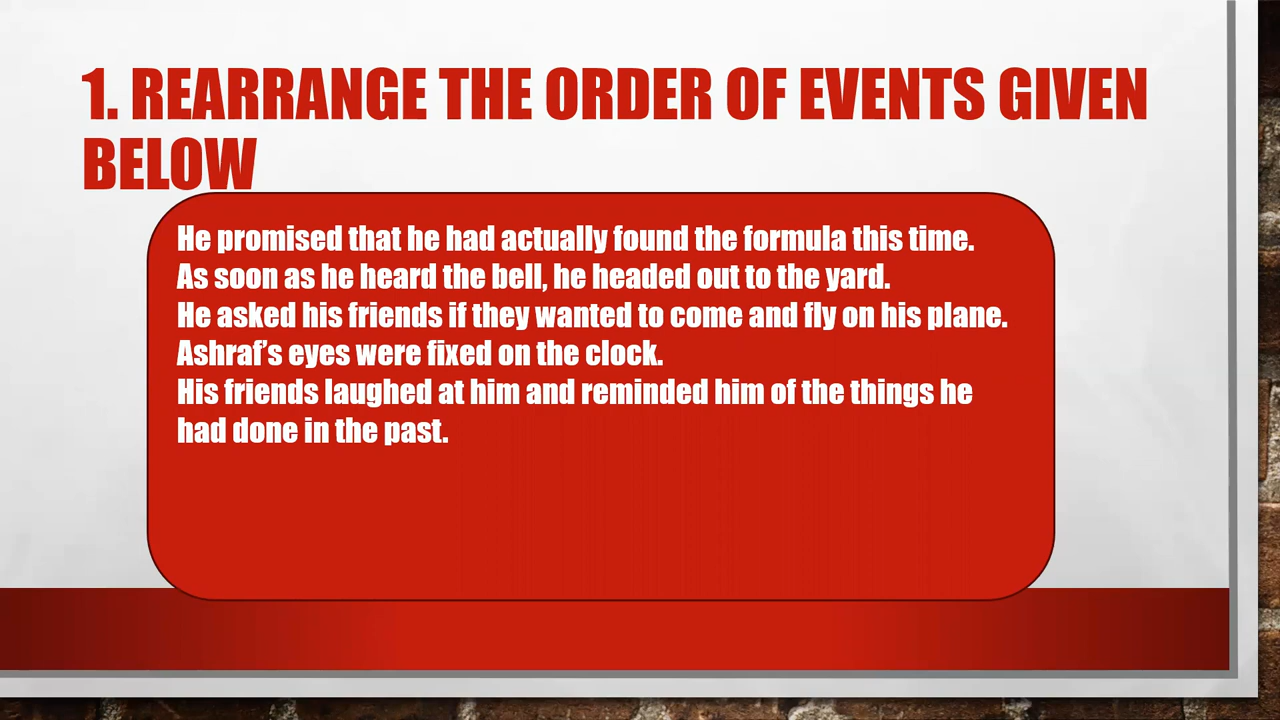 1. REARRANGE THE ORDER OF EVENTS GIVEN
BELOW
He promised that he had actually found the formula this time.
As soon as he heard the bell, he headed out to the yard.
He asked his friends if they wanted to come and fly on his plane.
Ashraf’s eyes were fixed on the clock.
His friends laughed at him and reminded him of the things he
had done in the past.